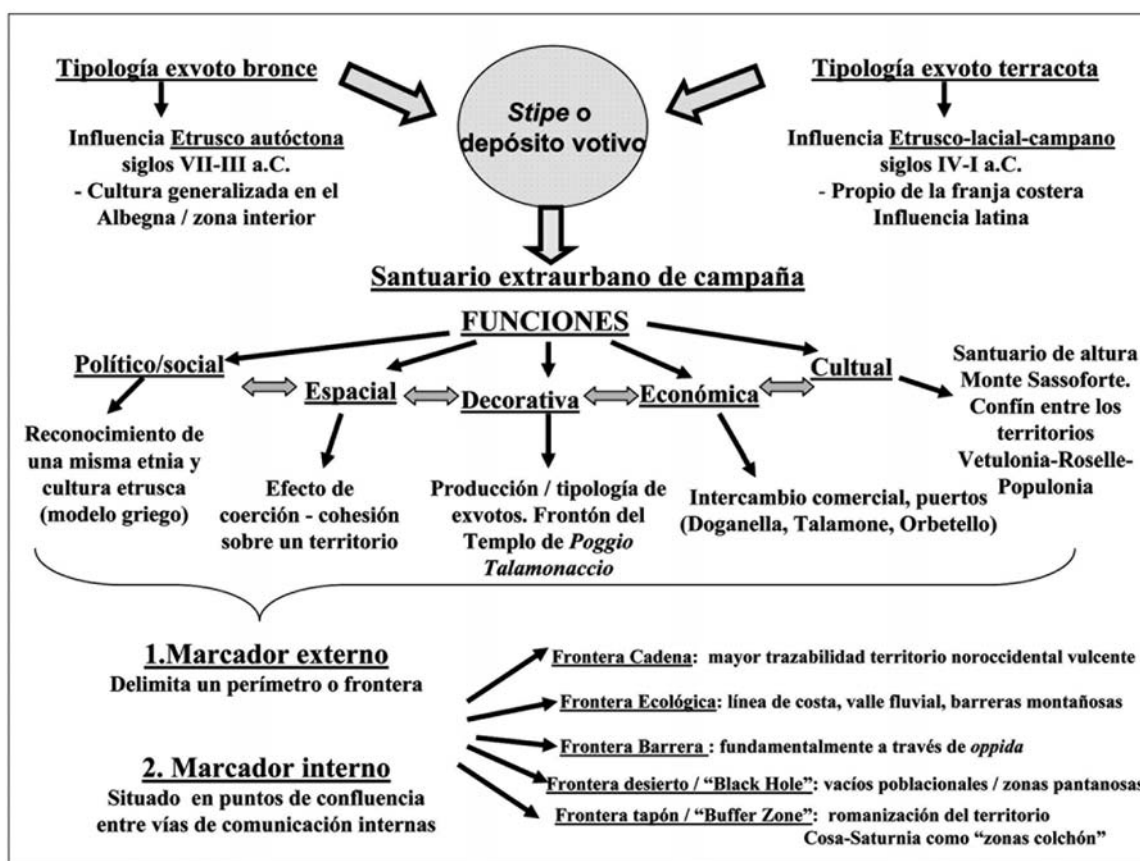 Tipología exvoto bronce
Influencia Etrusco autóctona
siglos VII-III a.C.
- Cultura generalizada en el
Albegna / zona interior
Stipe o
depósito votivo
Tipología exvoto terracota
Influencia Etrusco-lacial-campano
siglos IV-I a.C.
- Propio de la franja costera
Influencia latina
Santuario extraurbano de campaña
FUNCIONES
Político/social
Reconocimiento de
una misma etnia y
cultura etrusca
(modelo griego)
Espacial
Efecto de
coerción - cohesión
sobre un territorio
Decorativa
Producción / tipología de
exvotos. Frontón del
Templo de Poggio
Talamonaccio
Económica
Intercambio comercial, puertos
(Doganella, Talamone, Orbetello)
Cultual
Santuario de altura
Monte Sassoforte.
Confín entre los
territorios
Vetulonia-Roselle-
Populonia
1.Marcador externo
Delimita un perímetro o frontera
2. Marcador interno
Situado en puntos de confluencia
entre vías de comunicación internas
Frontera Cadena: mayor trazabilidad territorio noroccidental vulcente
Frontera Ecológica: línea de costa, valle fluvial, barreras montañosas
Frontera Barrera : fundamentalmente a través de oppida
Frontera desierto / “Black Hole”: vacíos poblacionales / zonas pantanosas
Frontera tapón / “Buffer Zone”: romanización del territorio
Cosa-Saturnia como “zonas colchón”